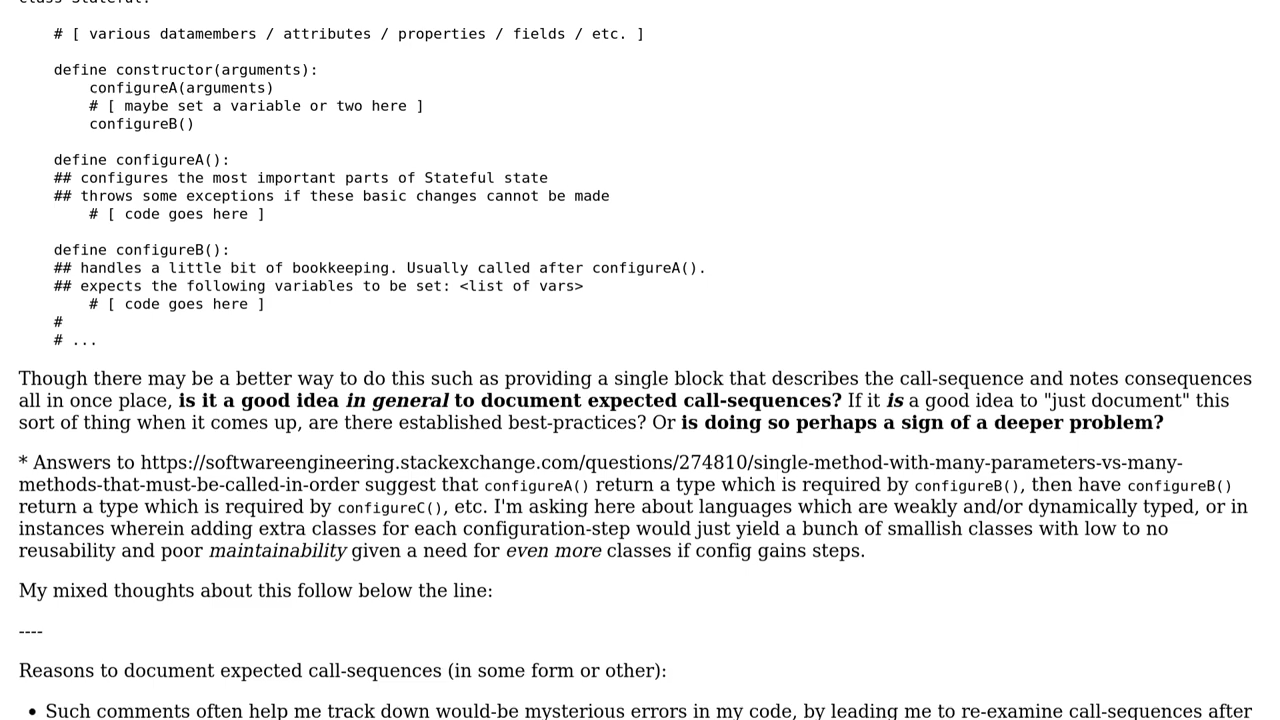 class Stateful:
# [ various datamembers / attributes / properties / fields / etc. ]
define constructor(arguments):
configureA(arguments)
# [ maybe set a variable or two here ]
configureB()
define configureA():
## configures the most important parts of Stateful state
## throws some exceptions if these basic changes cannot be made
# [ code goes here ]
define configureB():
## handles a little bit of bookkeeping. Usually called after configureA().
## expects the following variables to be set: <list of vars>
# [ code goes here ]
#
# ...
Though there may be a better way to do this such as providing a single block that describes the call-sequence and notes consequences
all in once place, is it a good idea in general to document expected call-sequences? If it is a good idea to "just document" this
sort of thing when it comes up, are there established best-practices? Or is doing so perhaps a sign of a deeper problem?
* Answers to https://softwareengineering.stackexchange.com/questions/274810/single-method-with-many-parameters-vs-many-
methods-that-must-be-called-in-order suggest that configureA() return a type which is required by configureB(), then have configureB()
return a type which is required by configureC(), etc. I'm asking here about languages which are weakly and/or dynamically typed, or in
instances wherein adding extra classes for each configuration-step would just yield a bunch of smallish classes with low to no
reusability and poor maintainability given a need for even more classes if config gains steps.
My mixed thoughts about this follow below the line:
----
Reasons to document expected call-sequences (in some form or other):
• Such comments often help me track down would-be mysterious errors in my code, by leading me to re-examine call-sequences after